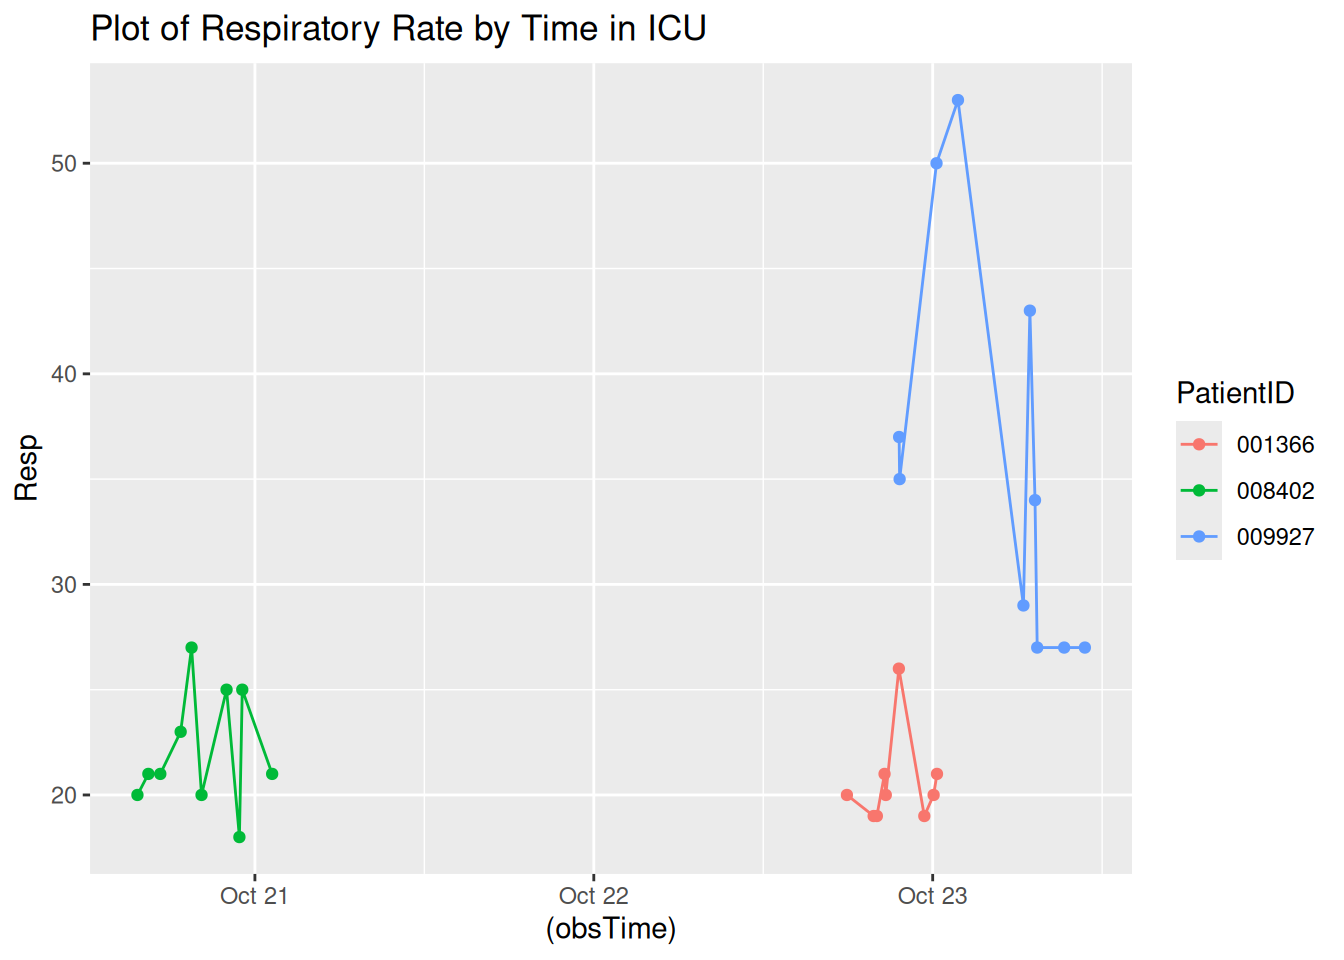 Plot of Respiratory Rate by Time in ICU
50
40
30
20
Resp
Oct 21
Oct 22
Oct 23
(obsTime)
PatientID
001366
008402
009927